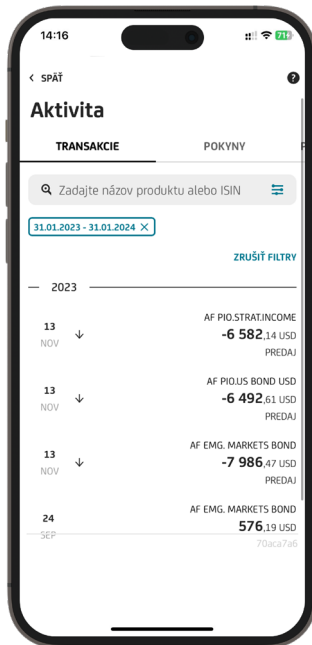 14:16
71
< SPÄŤ
?
Aktivita
TRANSAKCIE POKYNY P
Zadajte názov produktu alebo ISIN
31.01.2023 - 31.01.2024 ×
ZRUŠIŤ FILTRY
2023
AF PIO.STRAT.INCOME
13 NOV
-6 582,14 USD
PREDAJ
AF PIO.US BOND USD
13 NOV
-6 492,61 USD
PREDAJ
AF EMG. MARKETS BOND
13 NOV
-7 986,47 USD
PREDAJ
AF EMG. MARKETS BOND
24 SEP
576,19 USD
70aca7a6